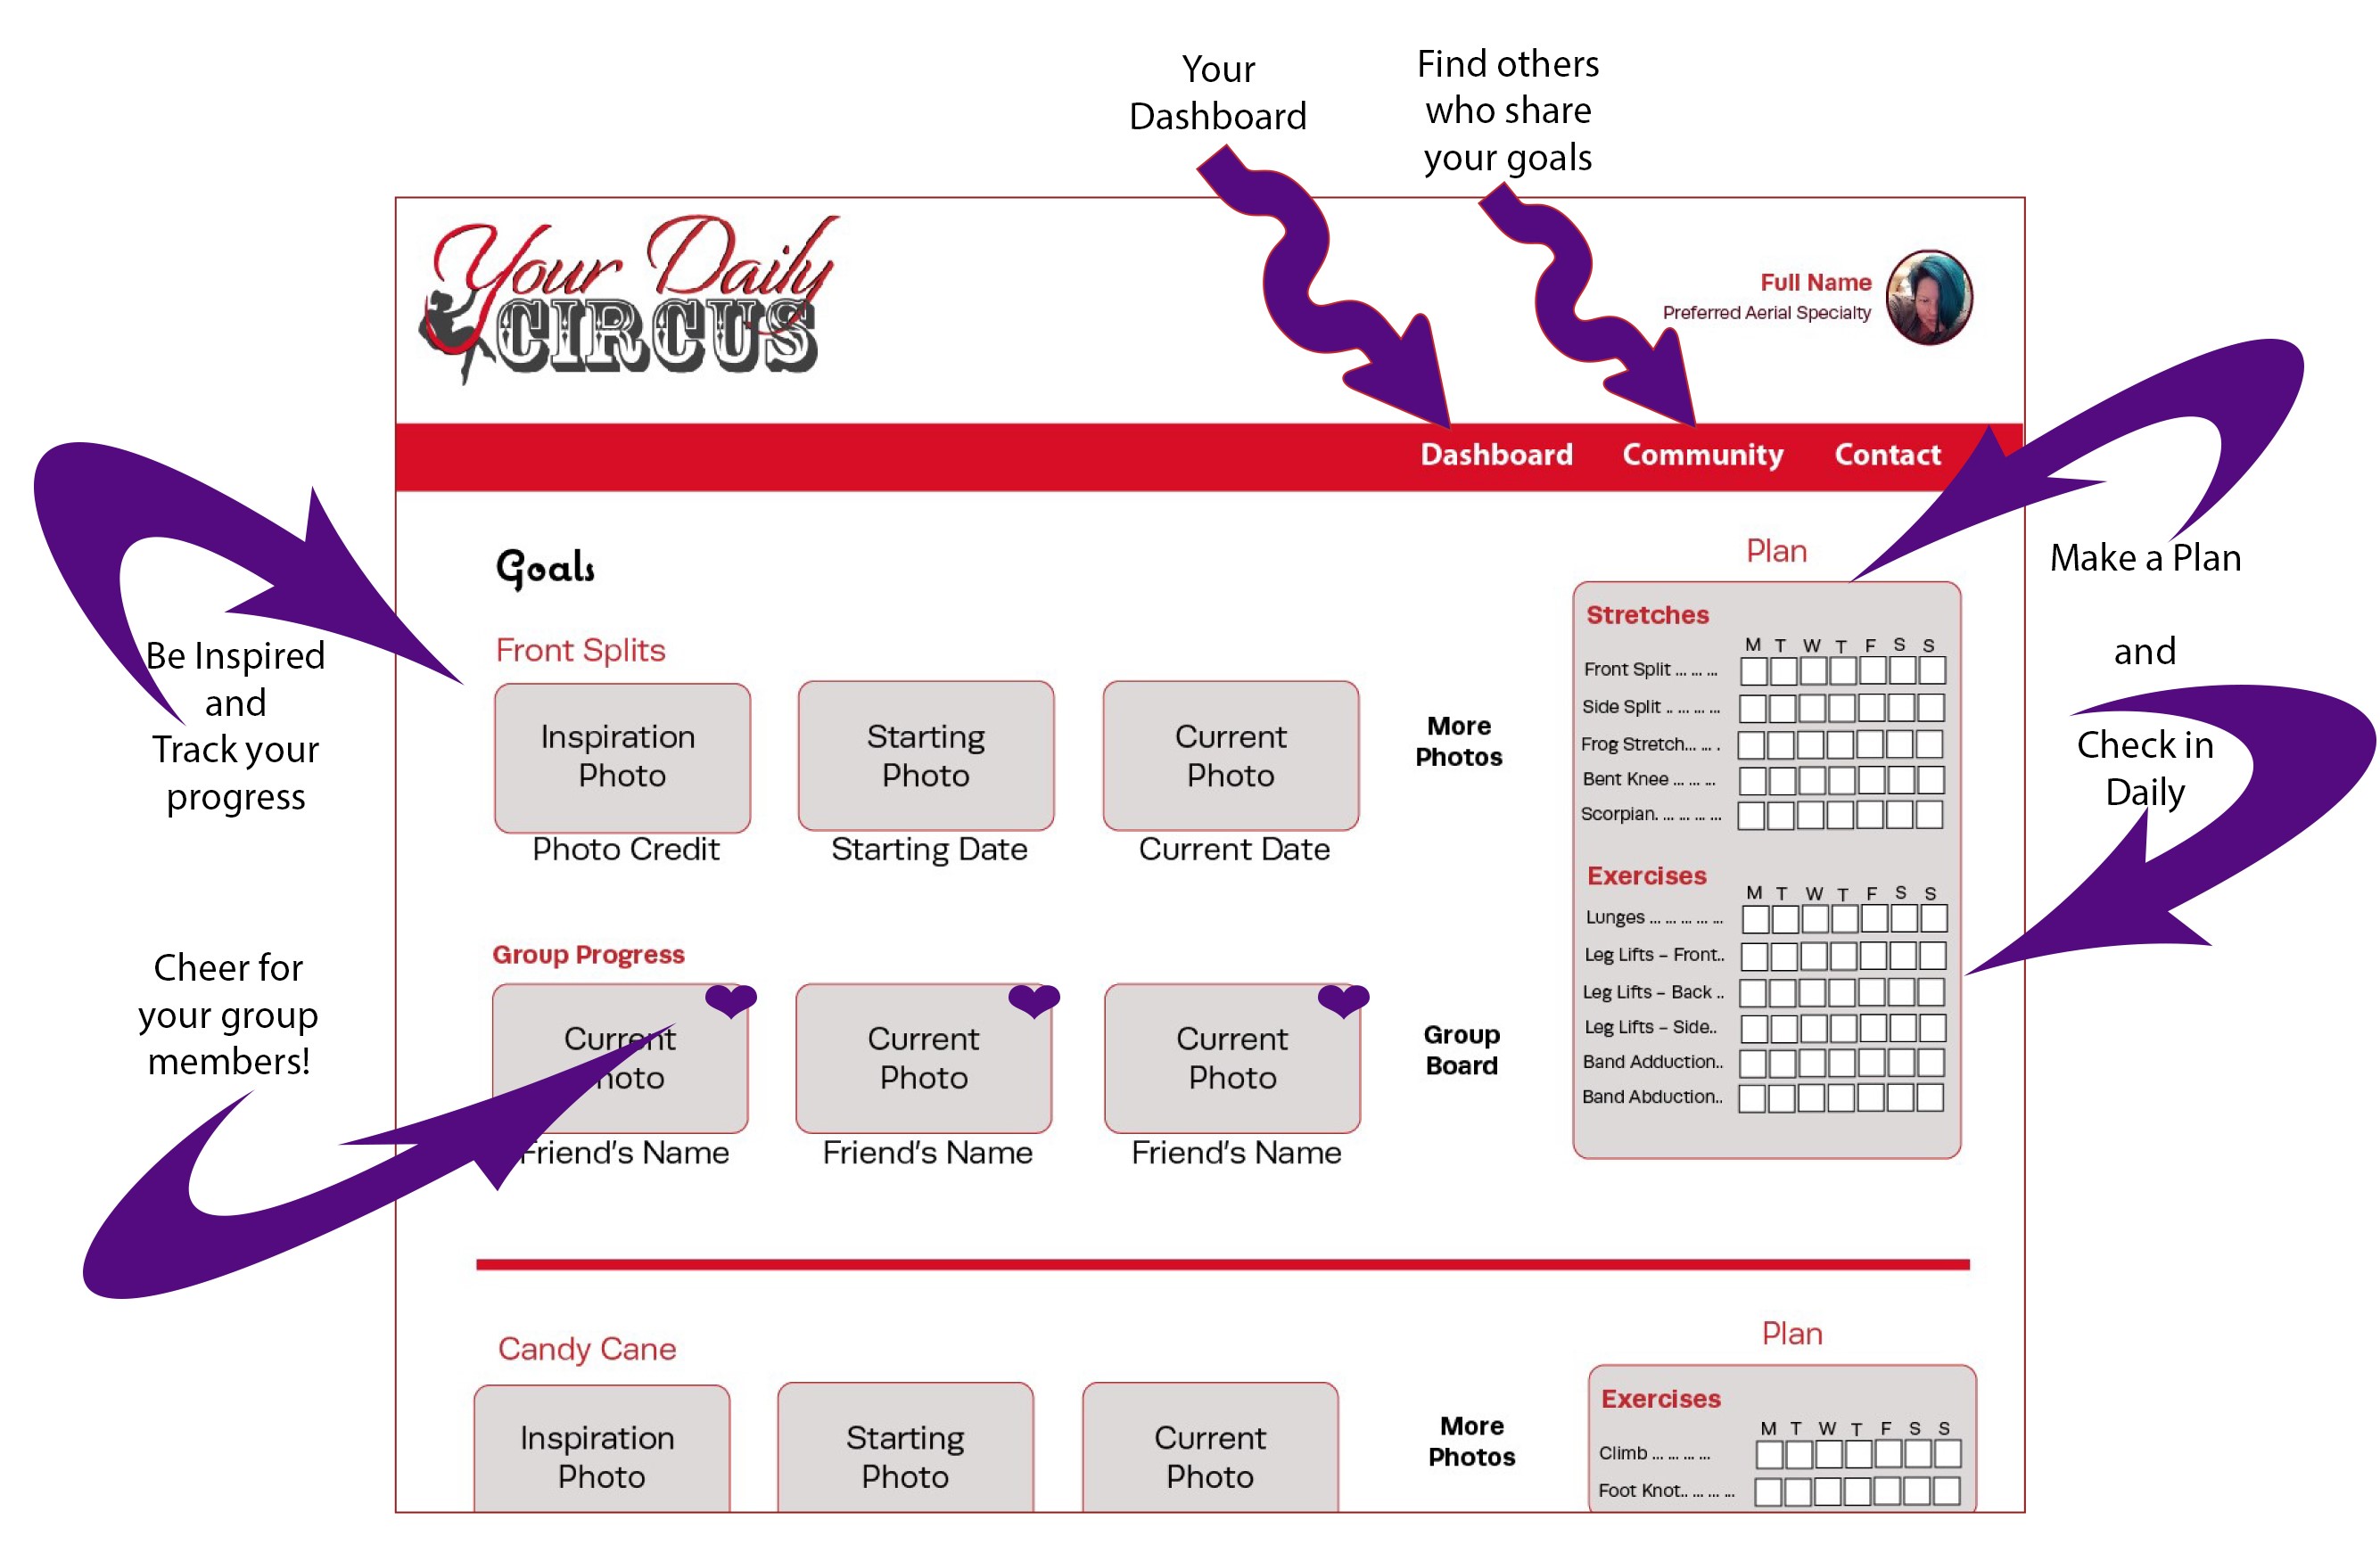 Your
Dashboard
Find others
who share
your goals
Your Daily
CIRCUS
Full Name
Preferred Aerial Specialty
Dashboard Community Contact
Be Inspired
and
Track your
progress
Cheer for
your group
members!
Make a Plan
and
Check in
Daily
Goals
Front Splits
Inspiration
Photo
Photo Credit
Starting
Photo
Starting Date
Current
Photo
Current Date
More
Photos
Group Progress
Current
Photo
Friend's Name
Current
Photo
Friend's Name
Current
Photo
Friend's Name
Group
Board
Plan
Stretches
M T W T F S S
Front Split ... ... ...
Side Split .. ... ... ...
Frog Stretch... ... .
Bent Knee ... ... ...
Scorpian. ... ... ... ...
Exercises
M T W T F S S
Lunges ... ... ... ... ...
Leg Lifts – Front..
Leg Lifts – Back ..
Leg Lifts – Side..
Band Adduction..
Band Abduction..
Candy Cane
Inspiration
Photo
Starting
Photo
Current
Photo
More
Photos
Plan
Exercises
M T W T F S S
Climb ... ... ... ...
Foot Knot.. ... ... ...